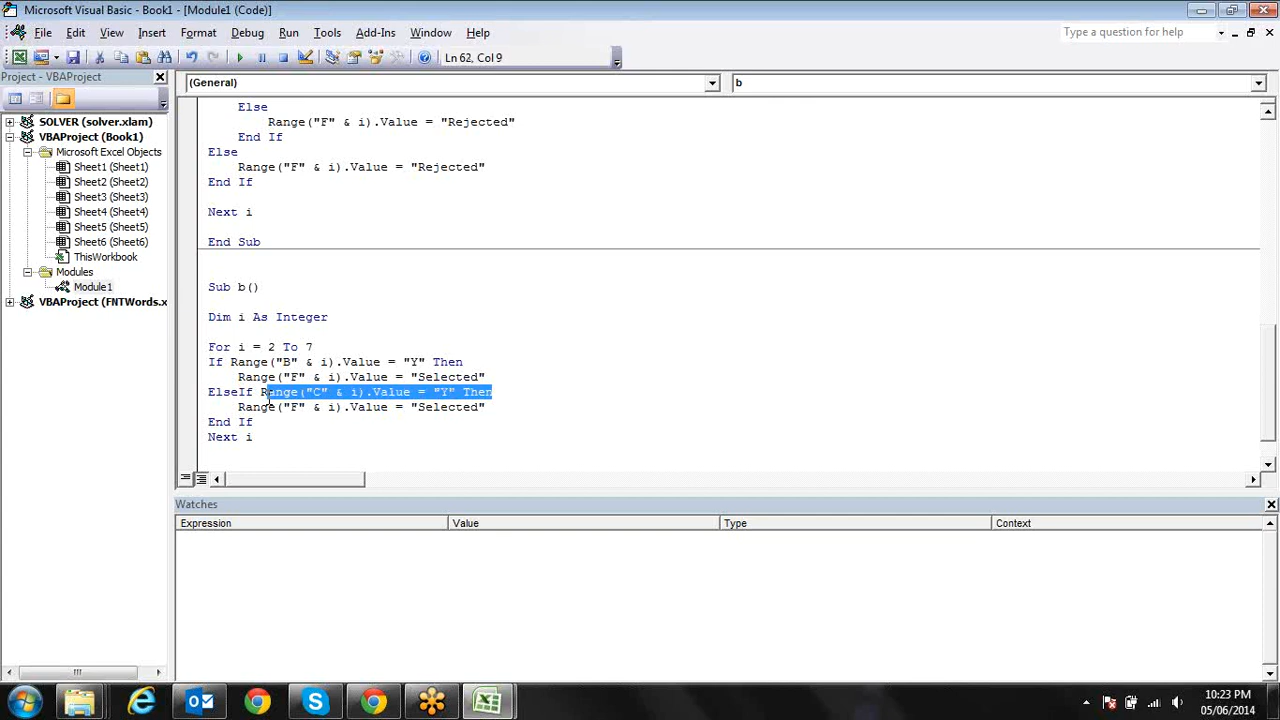 Microsoft Visual Basic - Book1 - [Module1 (Code)]
File Edit View Insert Format Debug Run Tools Add-Ins Window Help
Type a question for help
Ln 62, Col 9
Project - VBAProject
(General)
b
SOLVER (solver.xlam)
VBAProject (Book1)
Microsoft Excel Objects
Sheet1 (Sheet1)
Sheet2 (Sheet2)
Sheet3 (Sheet3)
Sheet4 (Sheet4)
Sheet5 (Sheet5)
Sheet6 (Sheet6)
ThisWorkbook
Modules
Module1
VBAProject (FNTWords.x
Else
Range("F" & i).Value = "Rejected"
End If
Else
Range("F" & i).Value = "Rejected"
End If
Next i
End Sub
Sub b()
Dim i As Integer
For i = 2 To 7
If Range("B" & i).Value = "Y" Then
Range("F" & i).Value = "Selected"
ElseIf Range("C" & i).Value = "Y" Then
Range("F" & i).Value = "Selected"
End If
Next i
Watches
Expression Value Type Context
10:23 PM
05/06/2014